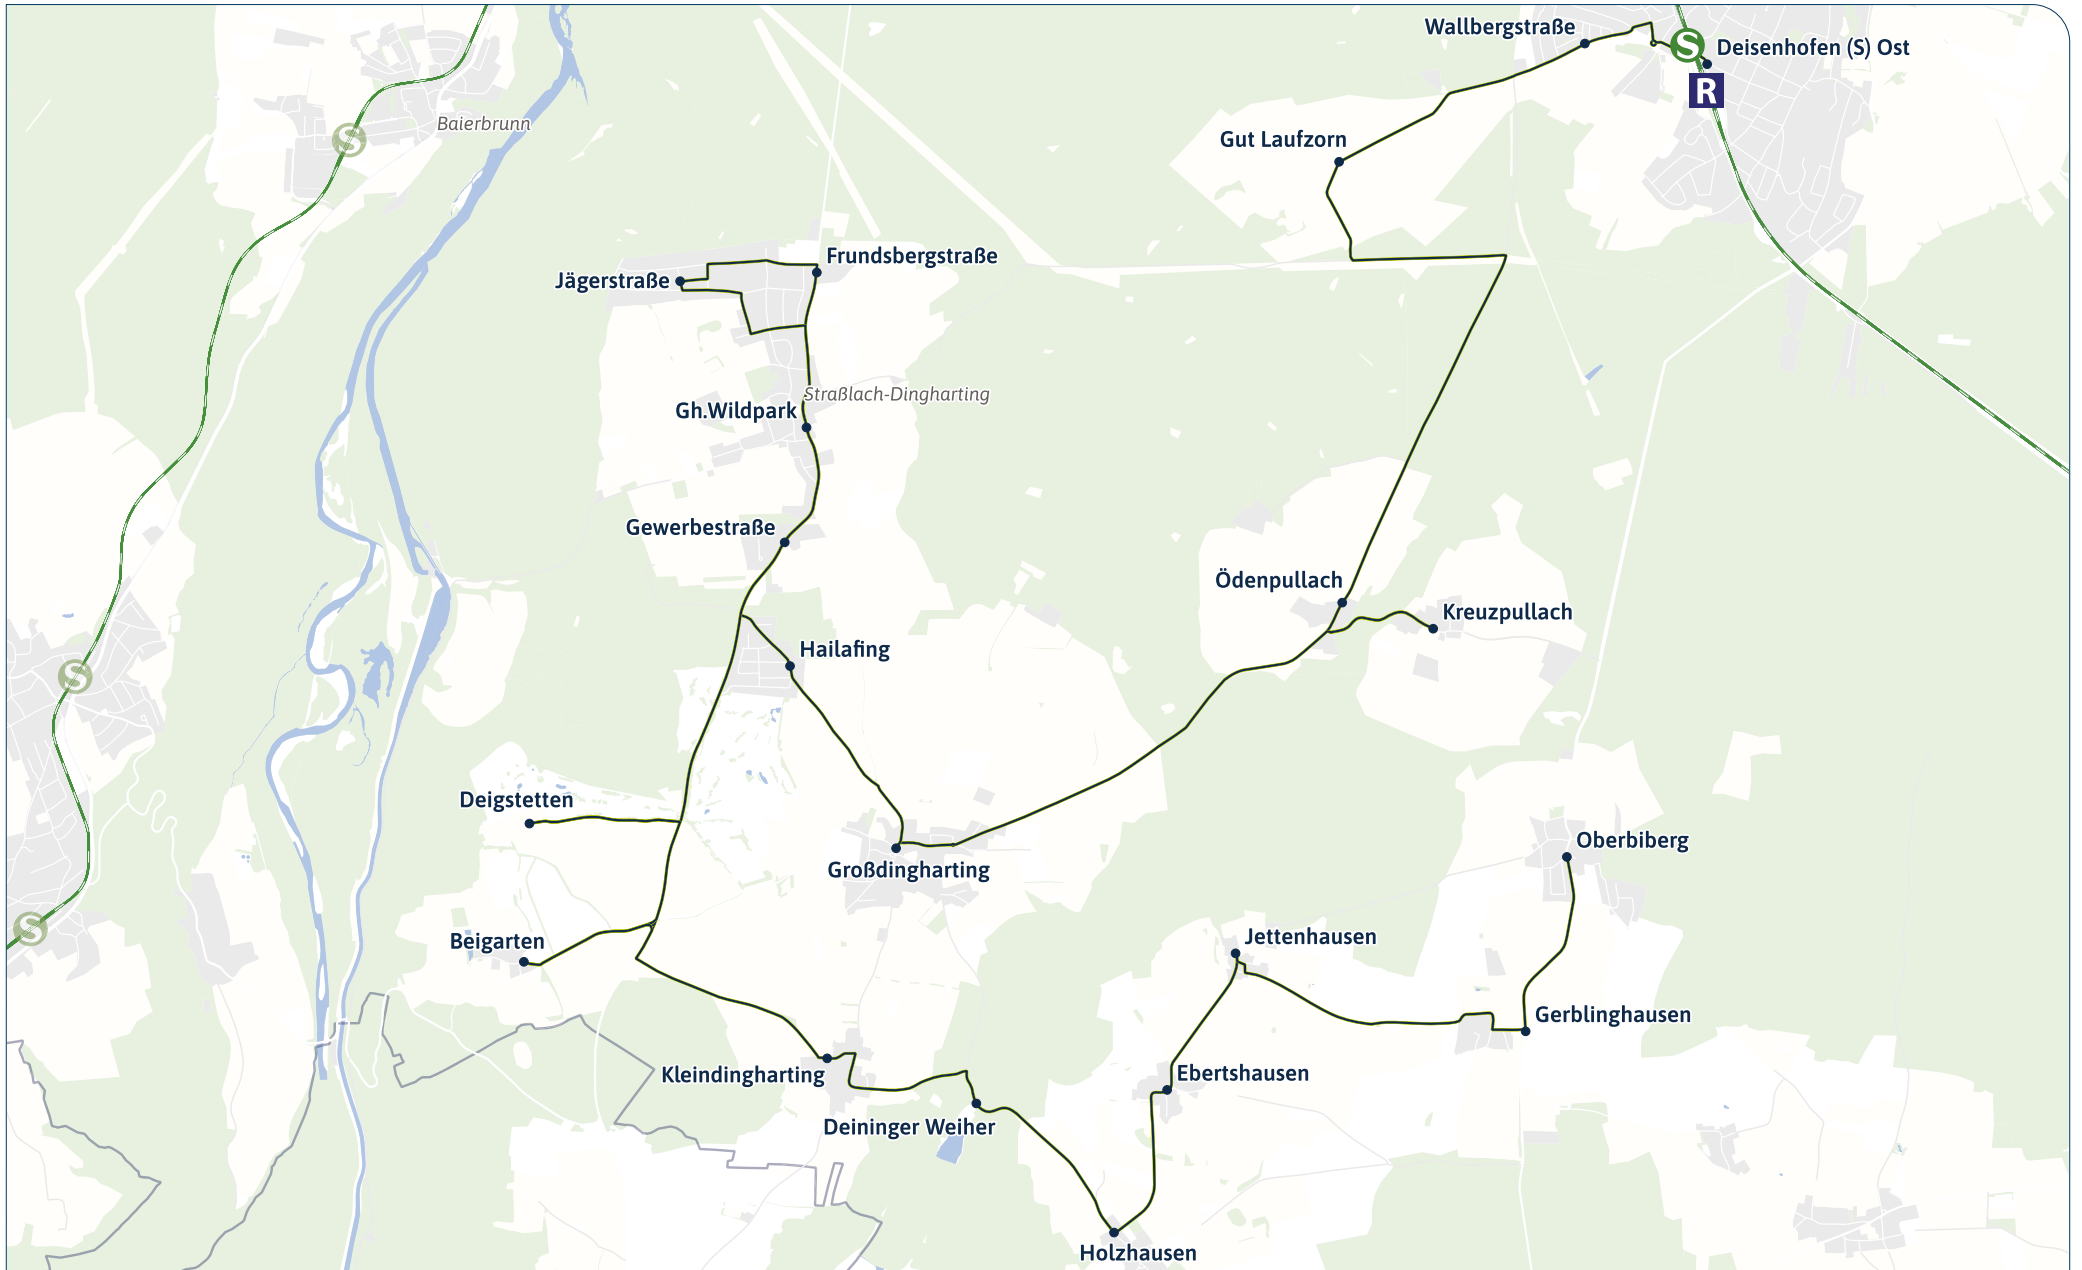 Wallbergstraße
S Deisenhofen (S) Ost
R
Baierbrunn
S
Gut Laufzorn
Frundsbergstraße
Jägerstraße
Straßlach-Dingharting
Gh.Wildpark
Gewerbestraße
Ödenpullach
Kreuzpullach
Hailafing
S
Deigstetten
Oberbiberg
Großdingharting
S
Beigarten
Jettenhausen
Gerblinghausen
Kleindingharting
Ebertshausen
Deininger Weiher
Holzhausen